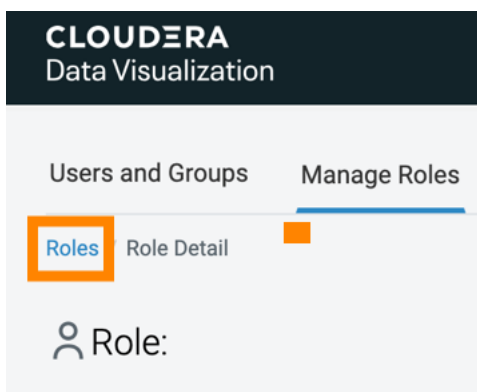 CLOUDERA
Data Visualization
Users and Groups Manage Roles
Roles / Role Detail
Role: